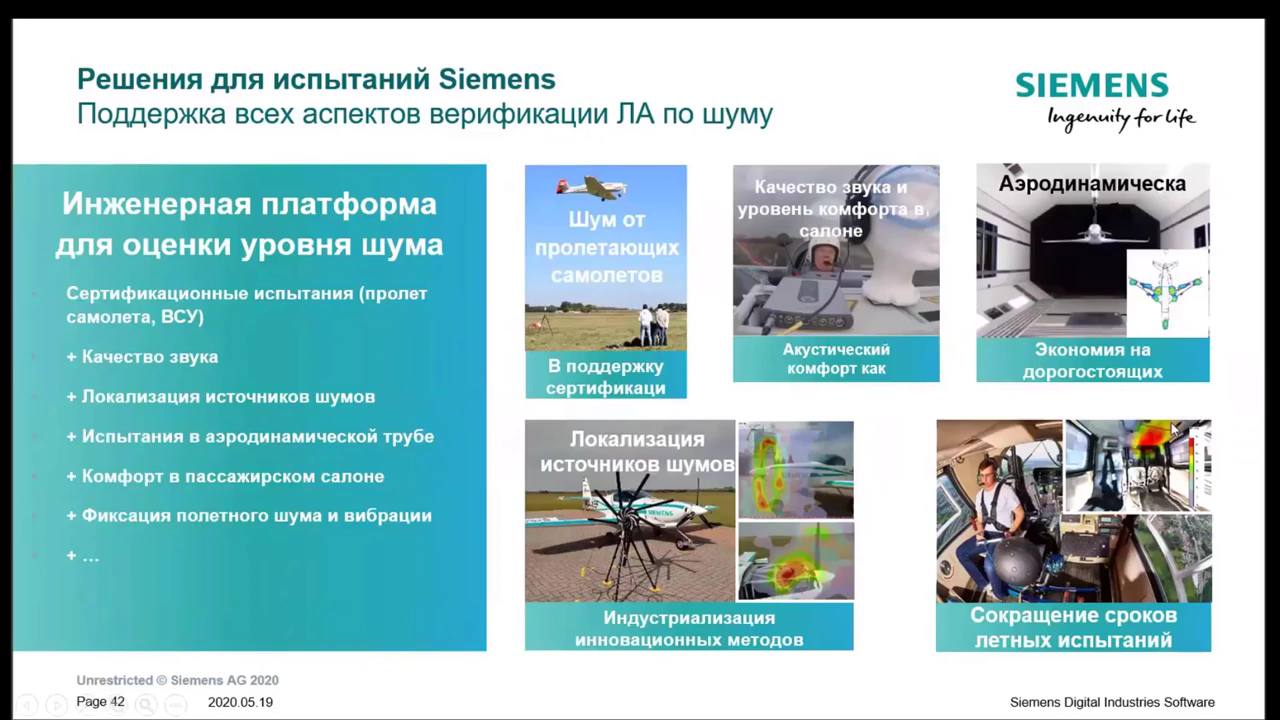 Решения для испытаний Siemens
Поддержка всех аспектов верификации ЛА по шуму
SIEMENS
Ingenuity for life
Инженерная платформа
для оценки уровня шума
Сертификационные испытания (пролет
самолета, ВСУ)
+ Качество звука
+ Локализация источников шумов
+ Испытания в аэродинамической трубе
+ Комфорт в пассажирском салоне
+ Фиксация полетного шума и вибрации
+ ...
Шум от
пролетающих
самолетов
В поддержку
сертификаци
Качество звука и
уровень комфорта в
салоне
Акустический
комфорт как
Аэродинамическа
Экономия на
дорогостоящих
Локализация
источников шумов
SIEMENS
Индустриализация
инновационных методов
Сокращение сроков
летных испытаний
Unrestricted © Siemens AG 2020
Page 42
2020.05.19
Siemens Digital Industries Software